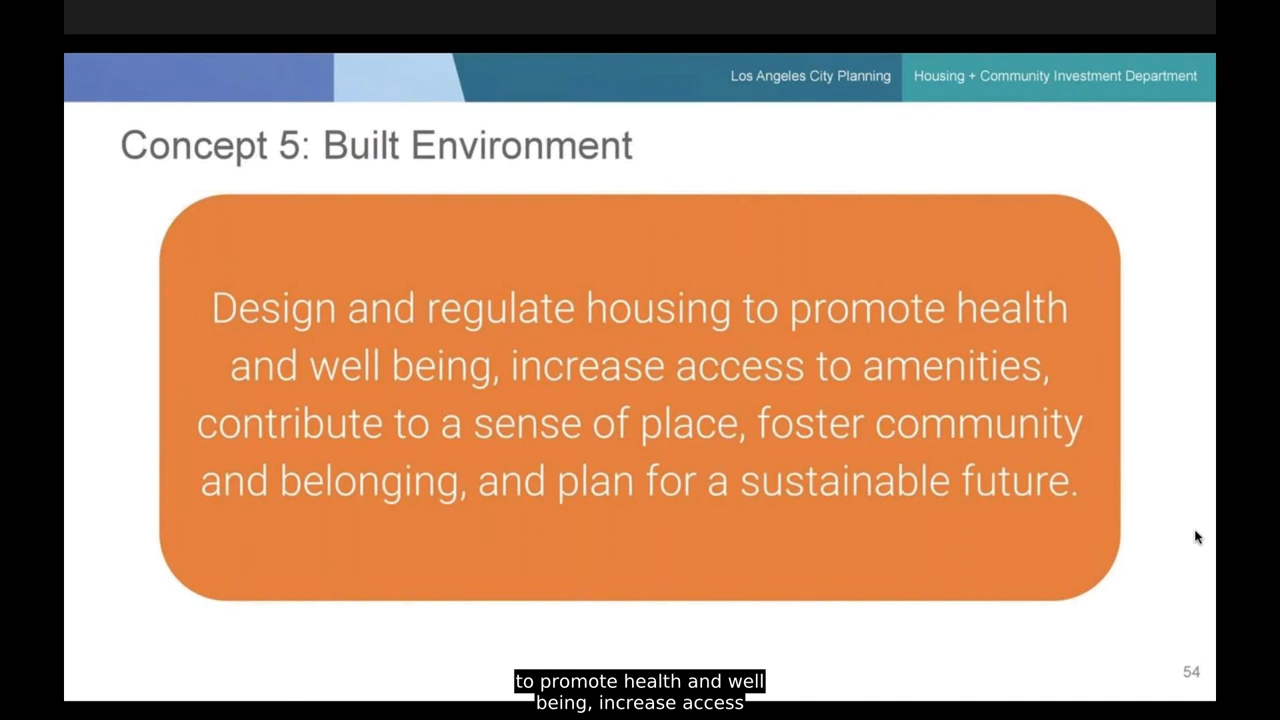 Los Angeles City Planning
Housing + Community Investment Department
Concept 5: Built Environment
Design and regulate housing to promote health
and well being, increase access to amenities,
contribute to a sense of place, foster community
and belonging, and plan for a sustainable future.
54
to promote health and well
being, increase access